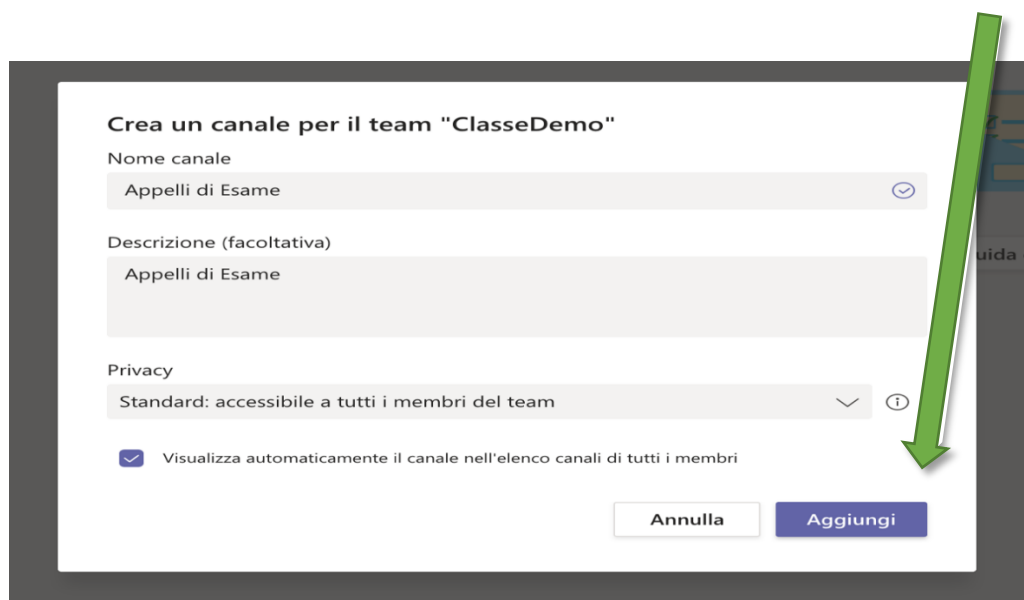 Crea un canale per il team "ClasseDemo"
Nome canale
Appelli di Esame
Descrizione (facoltativa)
Appelli di Esame
uida
Privacy
Standard: accessibile a tutti i membri del team
Visualizza automaticamente il canale nell'elenco canali di tutti i membri
Annulla
Aggiungi